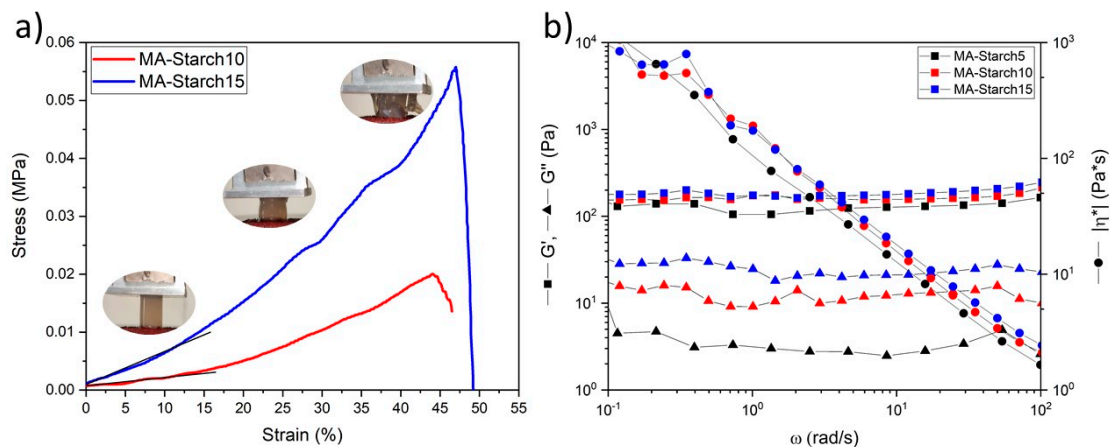 a)
0.06
0.05
0.04
0.03
0.02
0.01
0.00
Stress (MPa)
MA-Starch10
MA-Starch15
0 5 10 15 20 25 30 35 40 45 50 55
Strain (%)
b)
10⁴
10³
10²
10¹
10⁰
G', G'' (Pa)
MA-Starch5
MA-Starch10
MA-Starch15
10³
10²
10¹
10⁰
|η*| (Pa*s)
10⁻¹ 10⁰ 10¹ 10²
ω (rad/s)